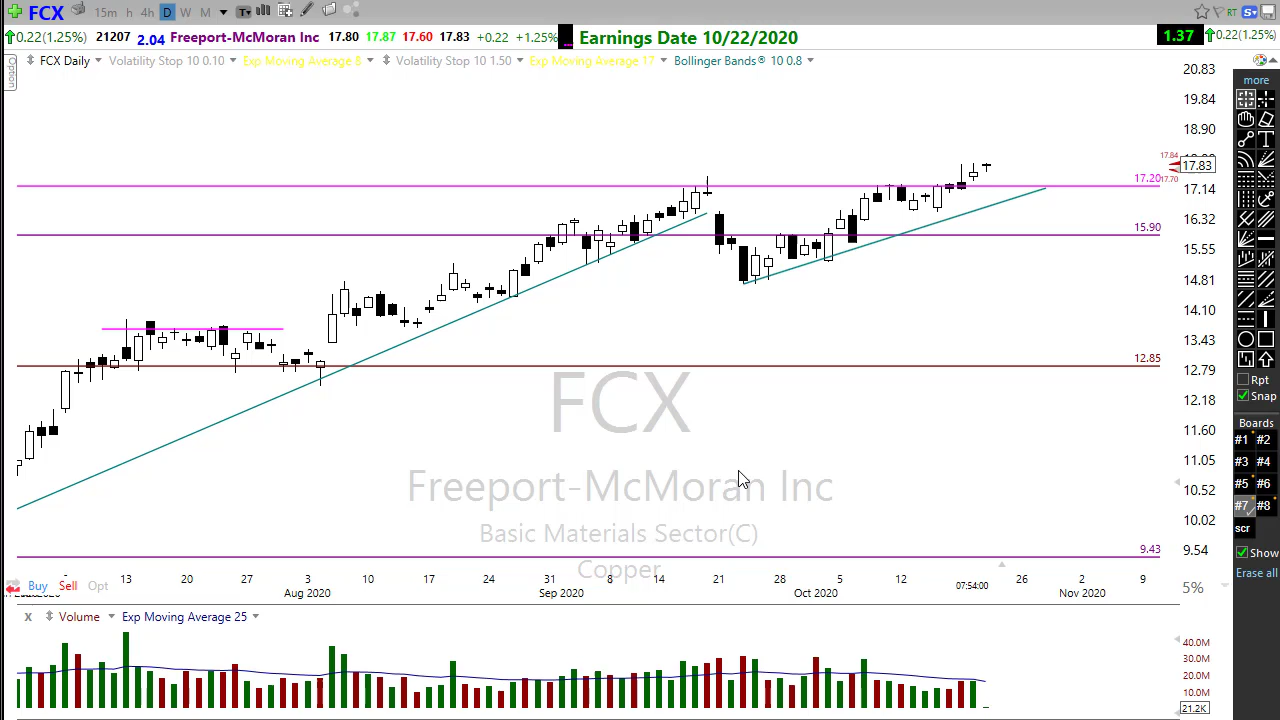 FCX 15m h 4h D W M T
RT S
0.22(1.25%) 21207 2.04 Freeport-McMoran Inc 17.80 17.87 17.60 17.83 +0.22 +1.25% Earnings Date 10/22/2020 1.37 0.22(1.25%)
Option
FCX Daily Volatility Stop 10 0.10 Exp Moving Average 8 Volatility Stop 10 1.50 Exp Moving Average 17 Bollinger Bands® 10 0.8
20.83
19.84
18.90
17.84
17.83
17.70
17.20
17.14
16.32
15.90
15.55
14.81
14.10
13.43
12.85
12.79
12.18
11.60
11.05
10.52
10.02
9.54
9.43
FCX
Freeport-McMoran Inc
Basic Materials Sector(C)
Copper
more
T
Rpt
Snap
Boards
#1 #2
#3 #4
#5 #6
#7 #8
scr
Show
Erase all
Buy Sell Opt
13 20 27 3 10 17 24 31 8 14 21 28 5 12 07:54:00 26 2 9
Aug 2020 Sep 2020 Oct 2020 Nov 2020
5%
X Volume Exp Moving Average 25
40.0M
30.0M
20.0M
10.0M
21.2K